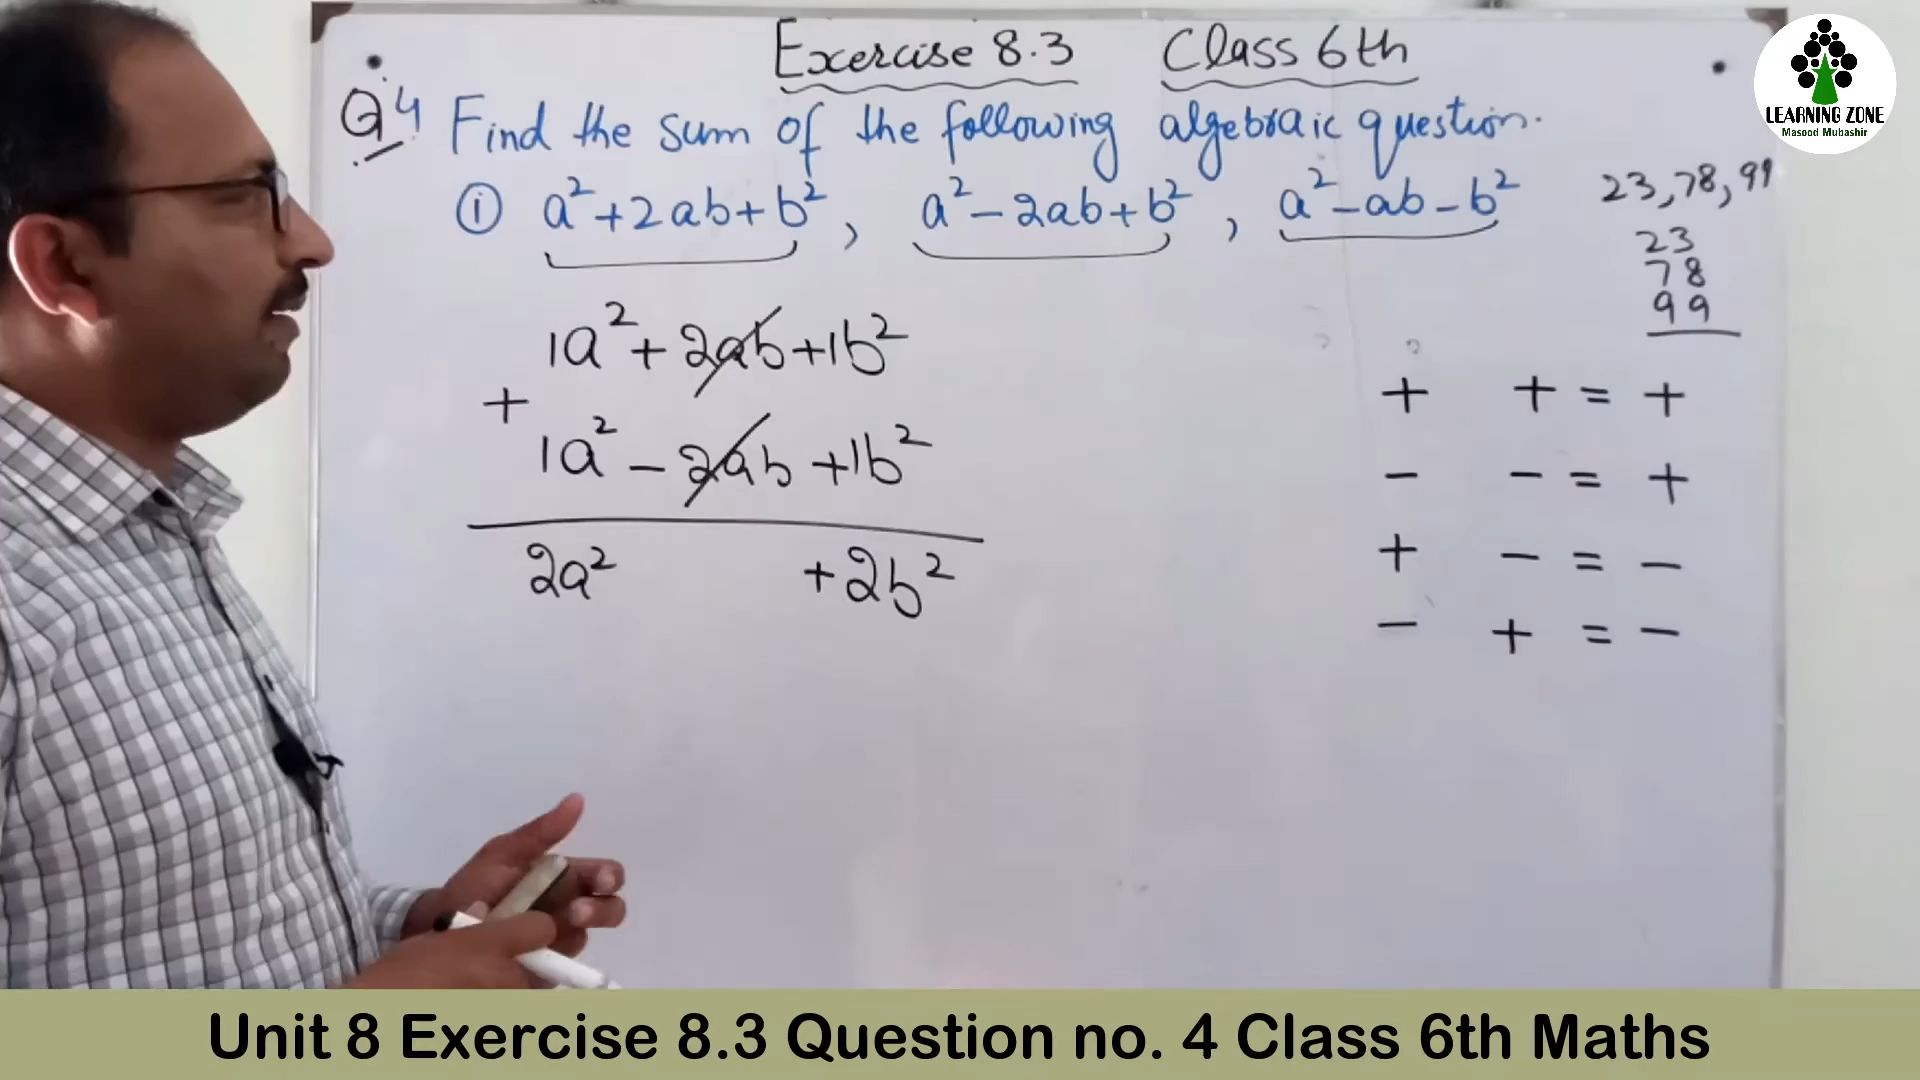 Exercise 8.3 Class 6th
LEARNING ZONE
Masood Mubashir
Q4 Find the sum of the following algebraic question.
(i) a²+2ab+b², a²-2ab+b², a²-ab-b²
23,78,99
23
78
99
1a²+2ab+1b²
+
1a²-2ab+1b²
2a² +2b²
+ + = +
- - = +
+ - = -
- + = -
Unit 8 Exercise 8.3 Question no. 4 Class 6th Maths